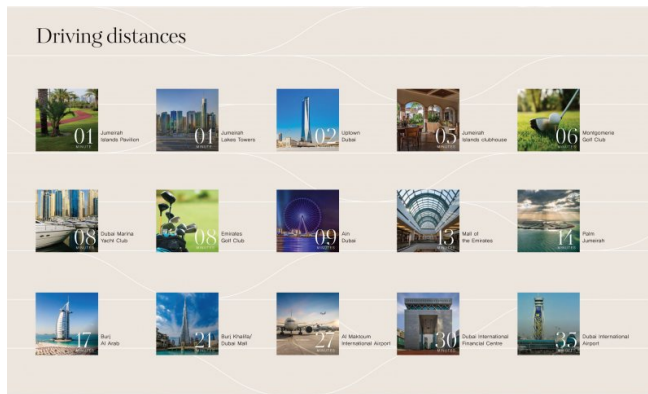 Driving distances
01
MINUTE
Jumeirah
Islands Pavilion
01
MINUTE
Jumeirah
Lakes Towers
02
MINUTES
Uptown
Dubai
05
MINUTES
Jumeirah
Islands clubhouse
06
MINUTES
Montgomerie
Golf Club
08
MINUTES
Dubai Marina
Yacht Club
08
MINUTES
Emirates
Golf Club
09
MINUTES
Ain
Dubai
13
MINUTES
Mall of
the Emirates
14
MINUTES
Palm
Jumeirah
17
MINUTES
Burj
Al Arab
21
MINUTES
Burj Khalifa/
Dubai Mall
27
MINUTES
Al Maktoum
International Airport
30
MINUTES
Dubai International
Financial Centre
35
MINUTES
Dubai International
Airport